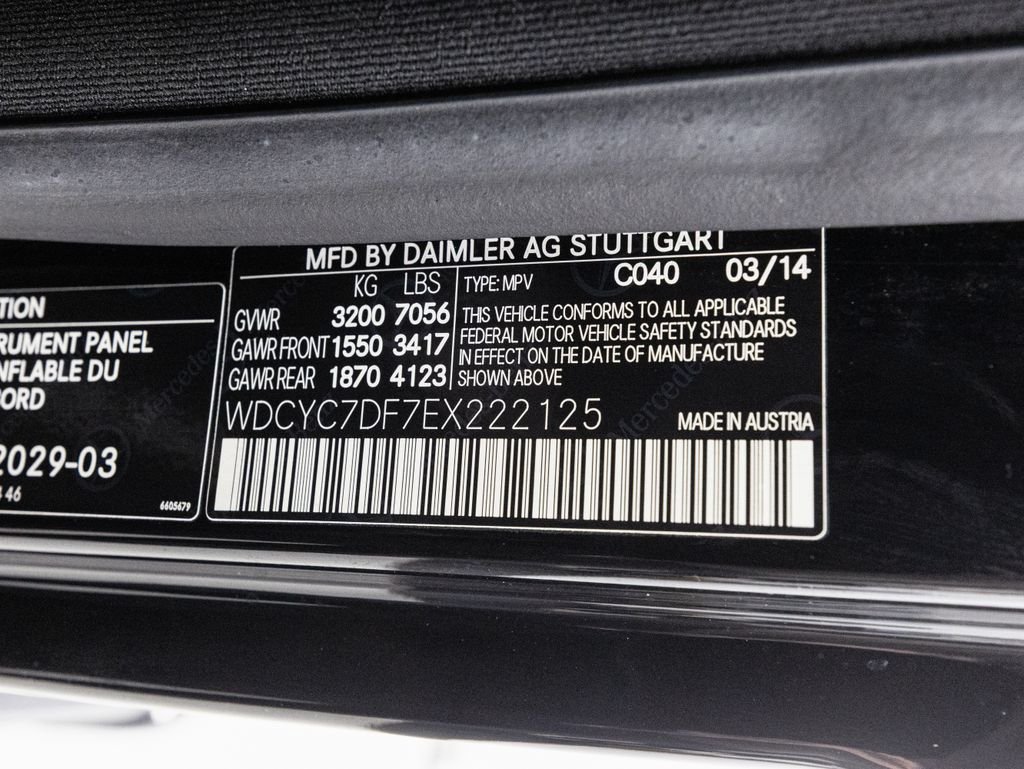 TION
RUMENT PANEL
NFLABLE DU
ORD
2029-03
46
6605679
MFD BY DAIMLER AG STUTTGART
KG LBS
GVWR 3200 7056
GAWR FRONT 1550 3417
GAWR REAR 1870 4123
TYPE: MPV C040 03/14
THIS VEHICLE CONFORMS TO ALL APPLICABLE
FEDERAL MOTOR VEHICLE SAFETY STANDARDS
IN EFFECT ON THE DATE OF MANUFACTURE
SHOWN ABOVE
WDCYC7DF7EX222125
MADE IN AUSTRIA